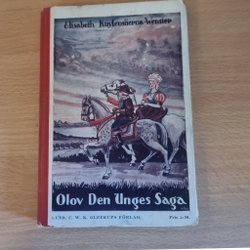 Elisabeth Kuylenstierna-Wenster
Olov Den Unges Saga
LUND, C. W. K. GLEERUPS FÖRLAG.